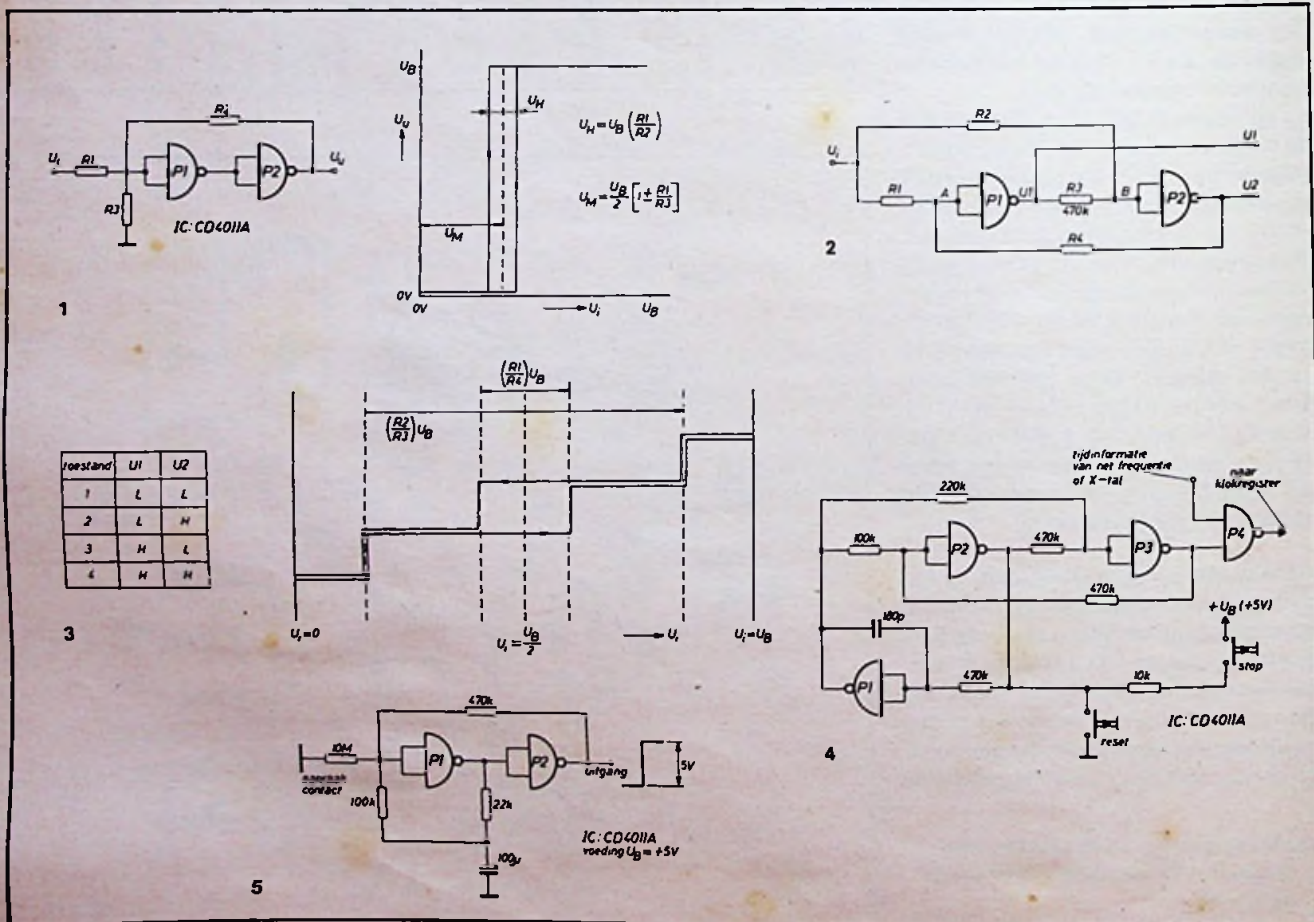 R2
R1
Ui
P1
P2
Uu
R3
IC: CD4011A
1
UB
Uu
UH
UH = UB (R1/R2)
UM = UB/2 [1 ± R1/R3]
UM
0V
0V
Ui
UB
R2
U1
Ui
R1
A
P1
U1
R3
470k
B
P2
U2
R4
2
toestand U1 U2
1 L L
2 L H
3 H L
4 H H
3
(R1/R4) UB
(R2/R3) UB
Ui = 0
Ui = UB/2
Ui
Ui = UB
tijdinformatie
van net frequentie
of X-tal
naar
klokregister
220k
100k
P2
470k
P3
P4
470k
+UB (+5V)
180p
stop
P1
470k
10k
reset
IC: CD4011A
4
470k
10M
P1
P2
uitgang
5V
contact
100k
22k
IC: CD4011A
voeding UB = +5V
100µ
5